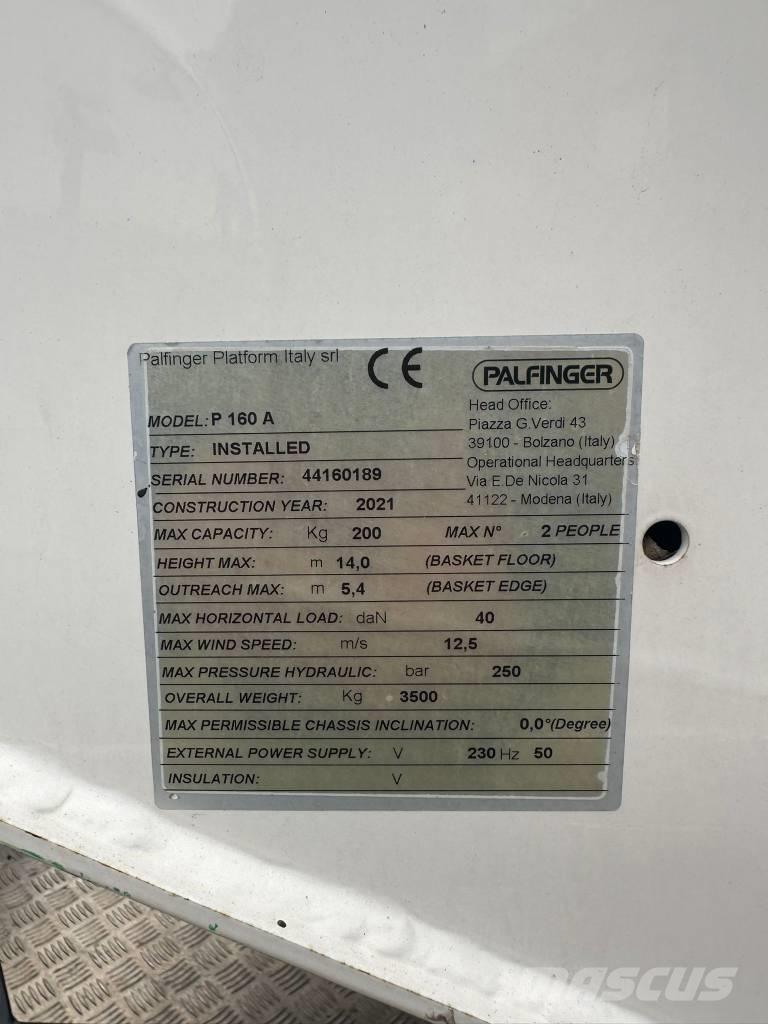 Palfinger Platform Italy srl
CE
PALFINGER
Head Office:
Piazza G.Verdi 43
39100 - Bolzano (Italy)
Operational Headquarters
Via E.De Nicola 31
41122 - Modena (Italy)
MODEL: P 160 A
TYPE: INSTALLED
SERIAL NUMBER: 44160189
CONSTRUCTION YEAR: 2021
MAX CAPACITY: Kg 200 MAX N° 2 PEOPLE
HEIGHT MAX: m 14,0 (BASKET FLOOR)
OUTREACH MAX: m 5,4 (BASKET EDGE)
MAX HORIZONTAL LOAD: daN 40
MAX WIND SPEED: m/s 12,5
MAX PRESSURE HYDRAULIC: bar 250
OVERALL WEIGHT: Kg 3500
MAX PERMISSIBLE CHASSIS INCLINATION: 0,0°(Degree)
EXTERNAL POWER SUPPLY: V 230 Hz 50
INSULATION: V
MASCUS